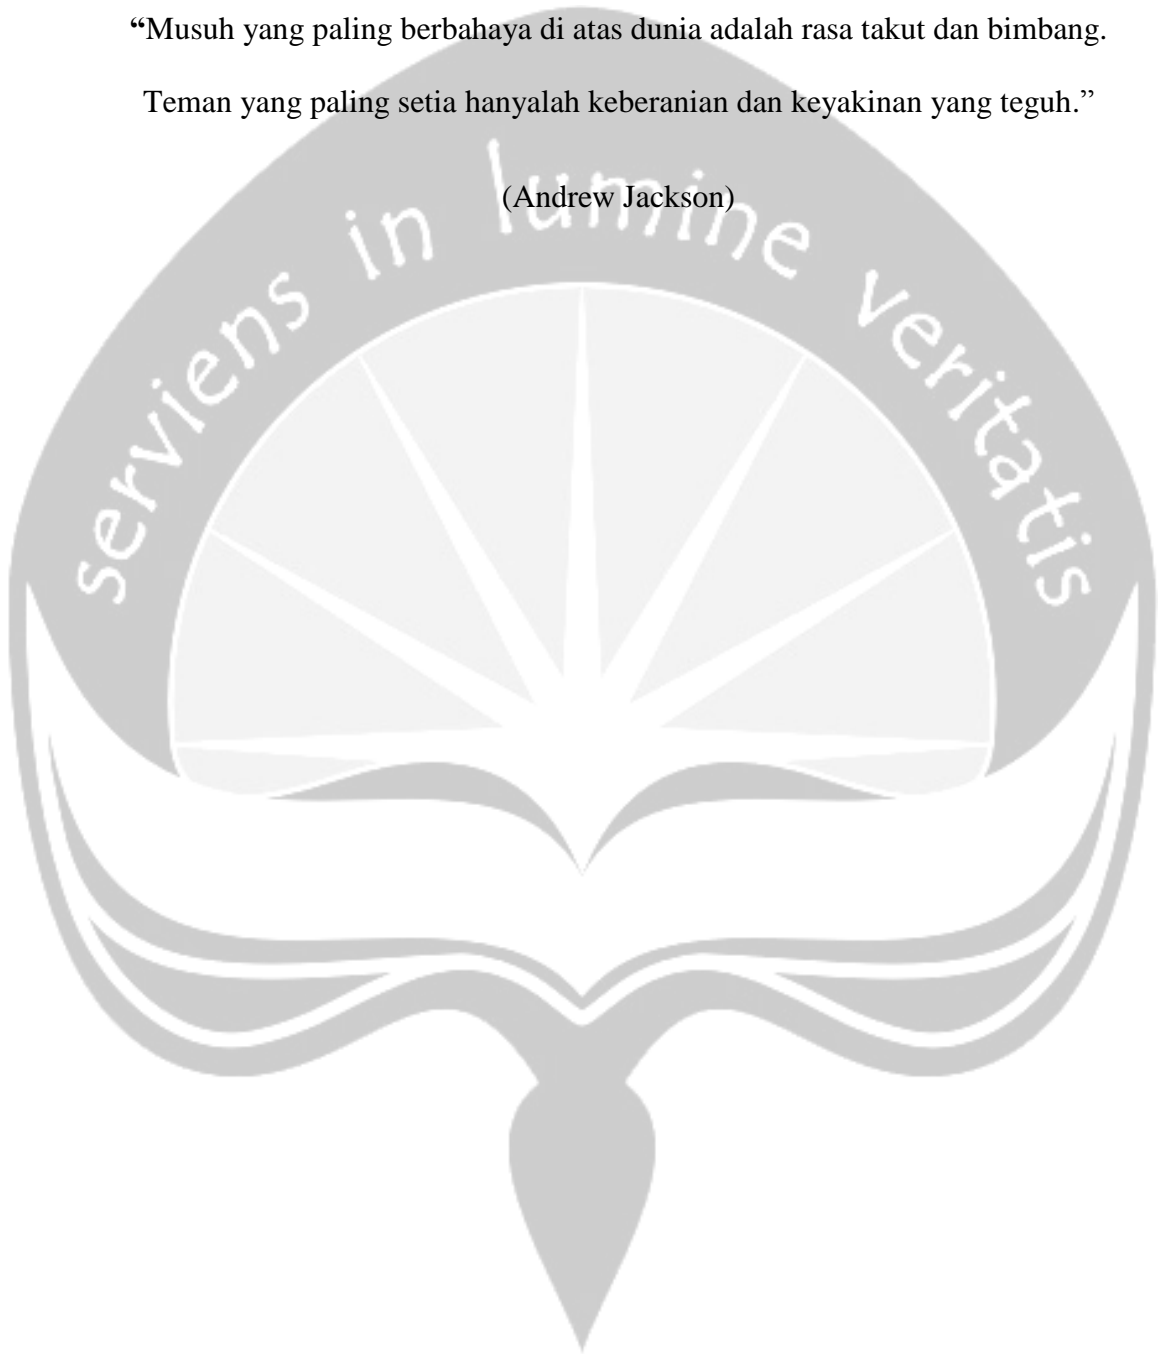 “Musuh yang paling berbahaya di atas dunia adalah rasa takut dan bimbang.
Teman yang paling setia hanyalah keberanian dan keyakinan yang teguh.”
(Andrew Jackson)
serviens in lumine veritatis